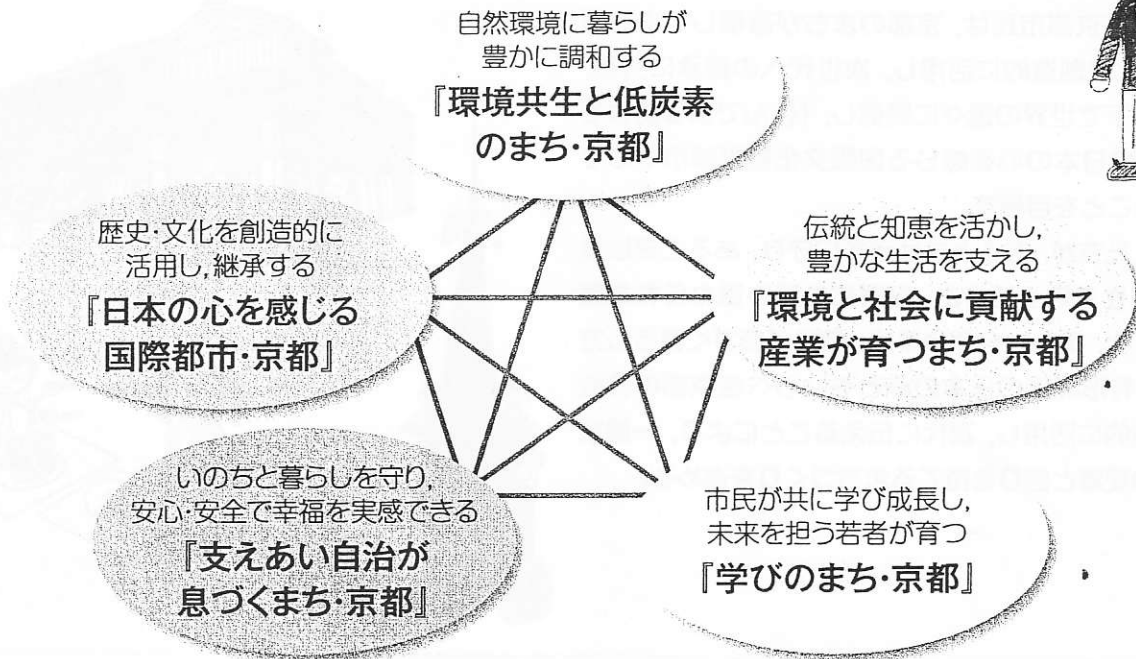 自然環境に暮らしが
豊かに調和する
『環境共生と低炭素
のまち・京都』
歴史・文化を創造的に
活用し,継承する
『日本の心を感じる
国際都市・京都』
伝統と知恵を活かし,
豊かな生活を支える
『環境と社会に貢献する
産業が育つまち・京都』
いのちと暮らしを守り,
安心・安全で幸福を実感できる
『支えあい自治が
息づくまち・京都』
市民が共に学び成長し,
未来を担う若者が育つ
『学びのまち・京都』